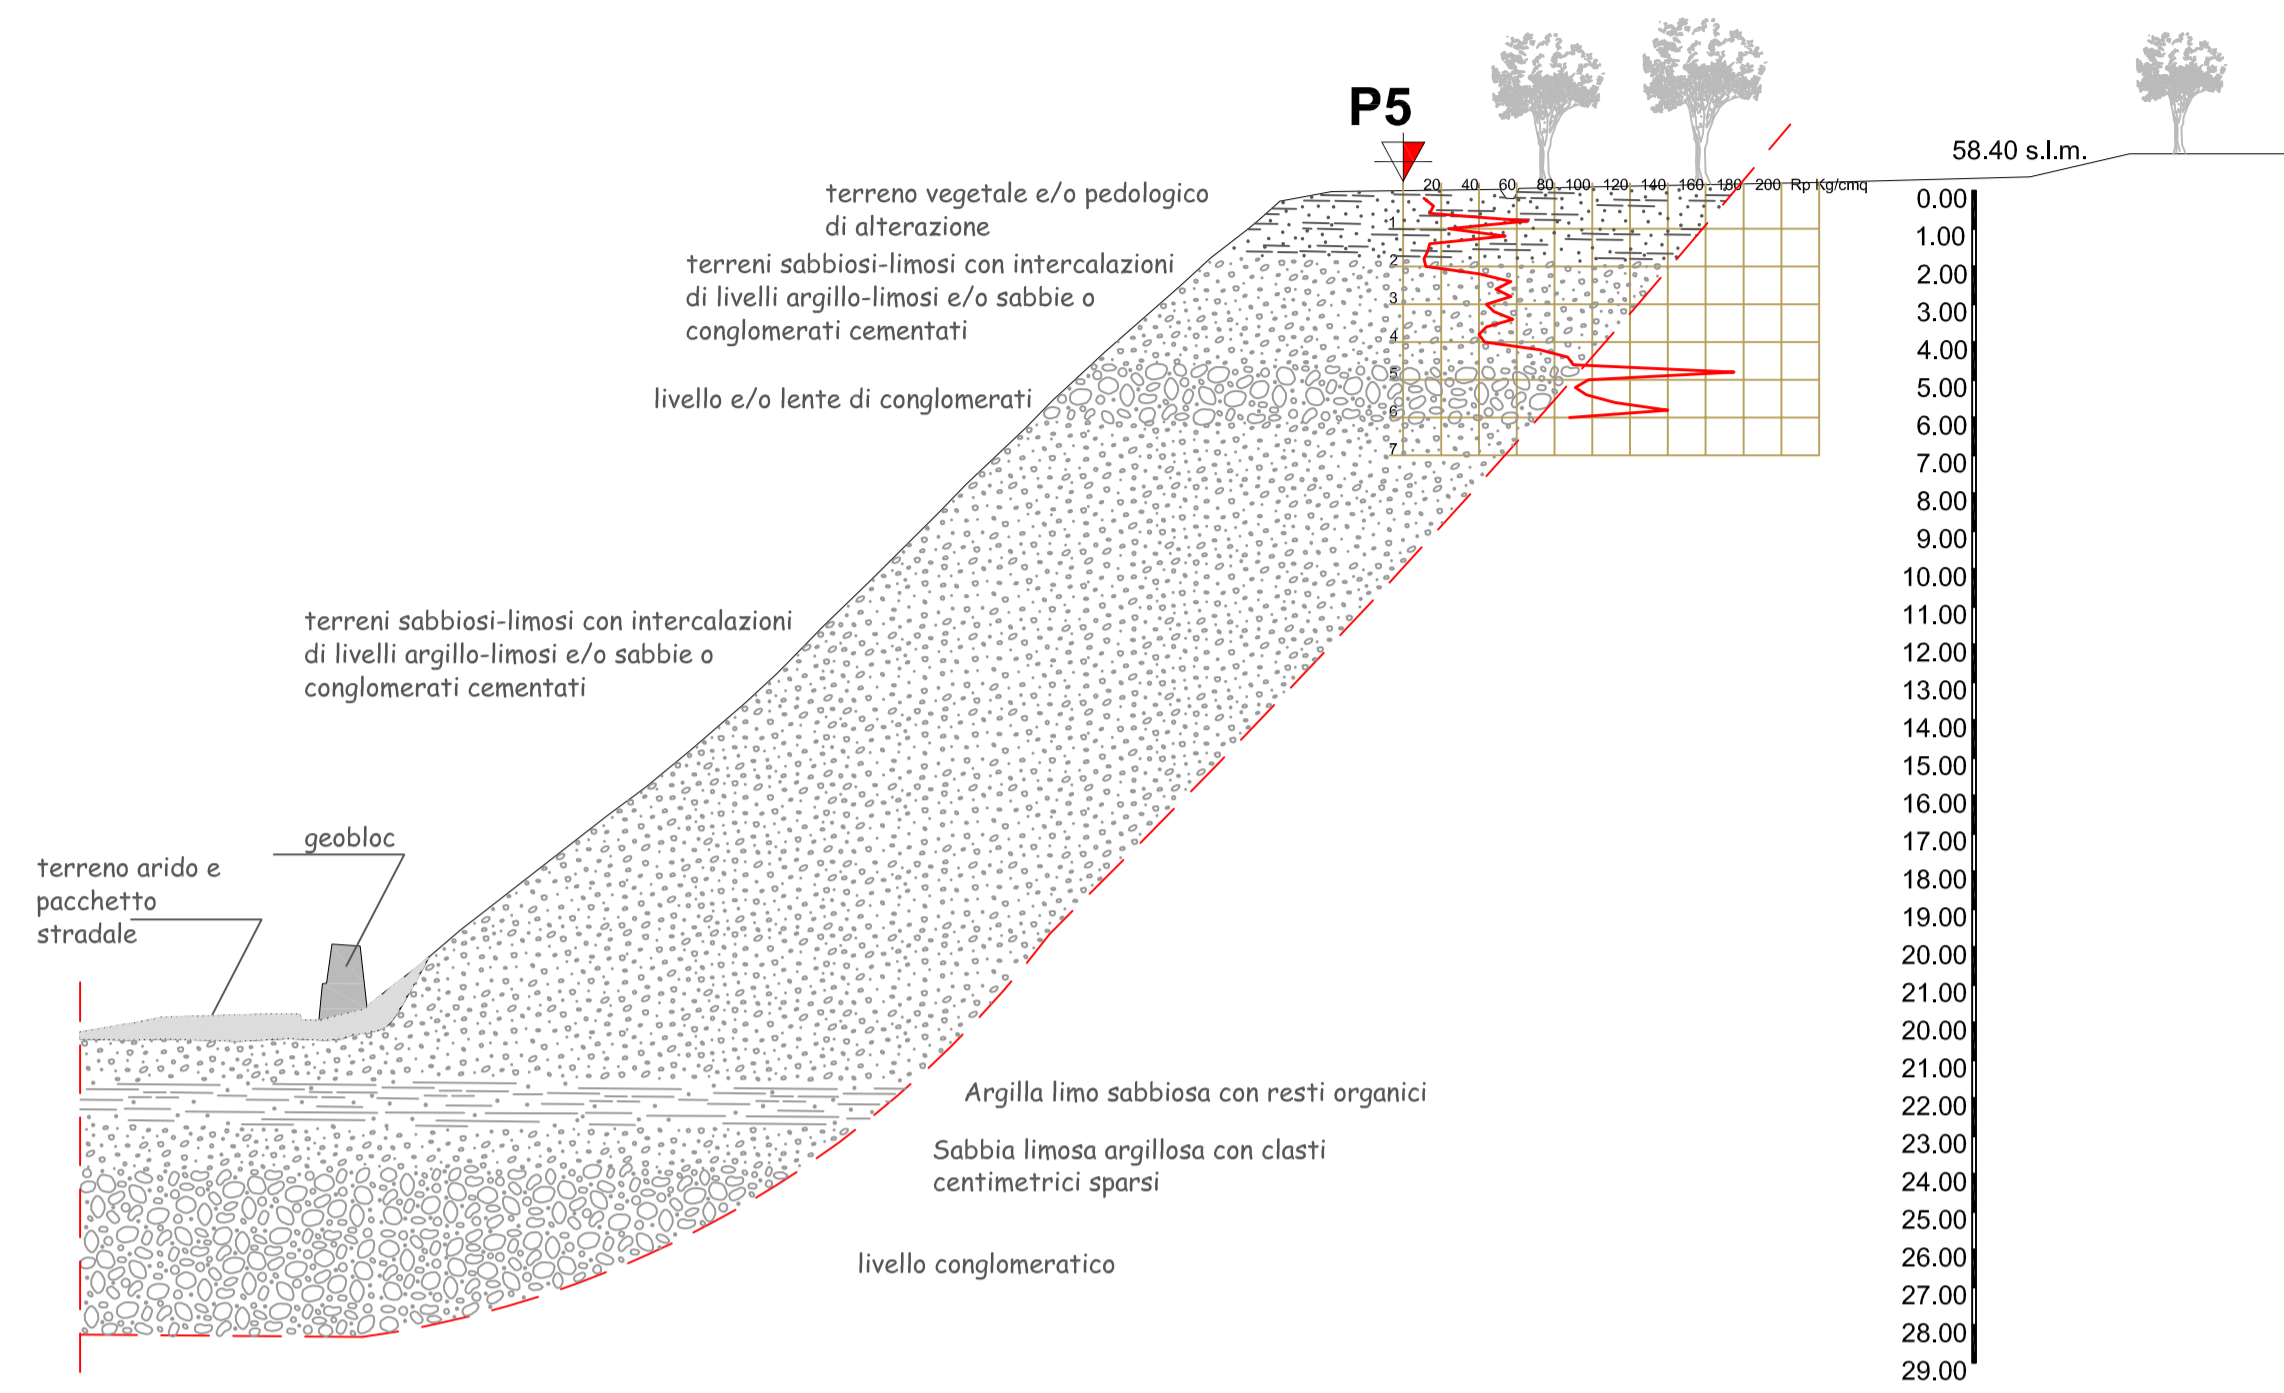 P5
58.40 s.l.m.
20 40 60 80 100 120 140 160 180 200 Rp Kg/cmq
1
2
3
4
5
6
7
terreno vegetale e/o pedologico
di alterazione
terreni sabbiosi-limosi con intercalazioni
di livelli argillo-limosi e/o sabbie o
conglomerati cementati
livello e/o lente di conglomerati
terreni sabbiosi-limosi con intercalazioni
di livelli argillo-limosi e/o sabbie o
conglomerati cementati
geobloc
terreno arido e
pacchetto
stradale
Argilla limo sabbiosa con resti organici
Sabbia limosa argillosa con clasti
centimetrici sparsi
livello conglomeratico
0.00
1.00
2.00
3.00
4.00
5.00
6.00
7.00
8.00
9.00
10.00
11.00
12.00
13.00
14.00
15.00
16.00
17.00
18.00
19.00
20.00
21.00
20.00
21.00
22.00
23.00
24.00
25.00
26.00
27.00
28.00
29.00